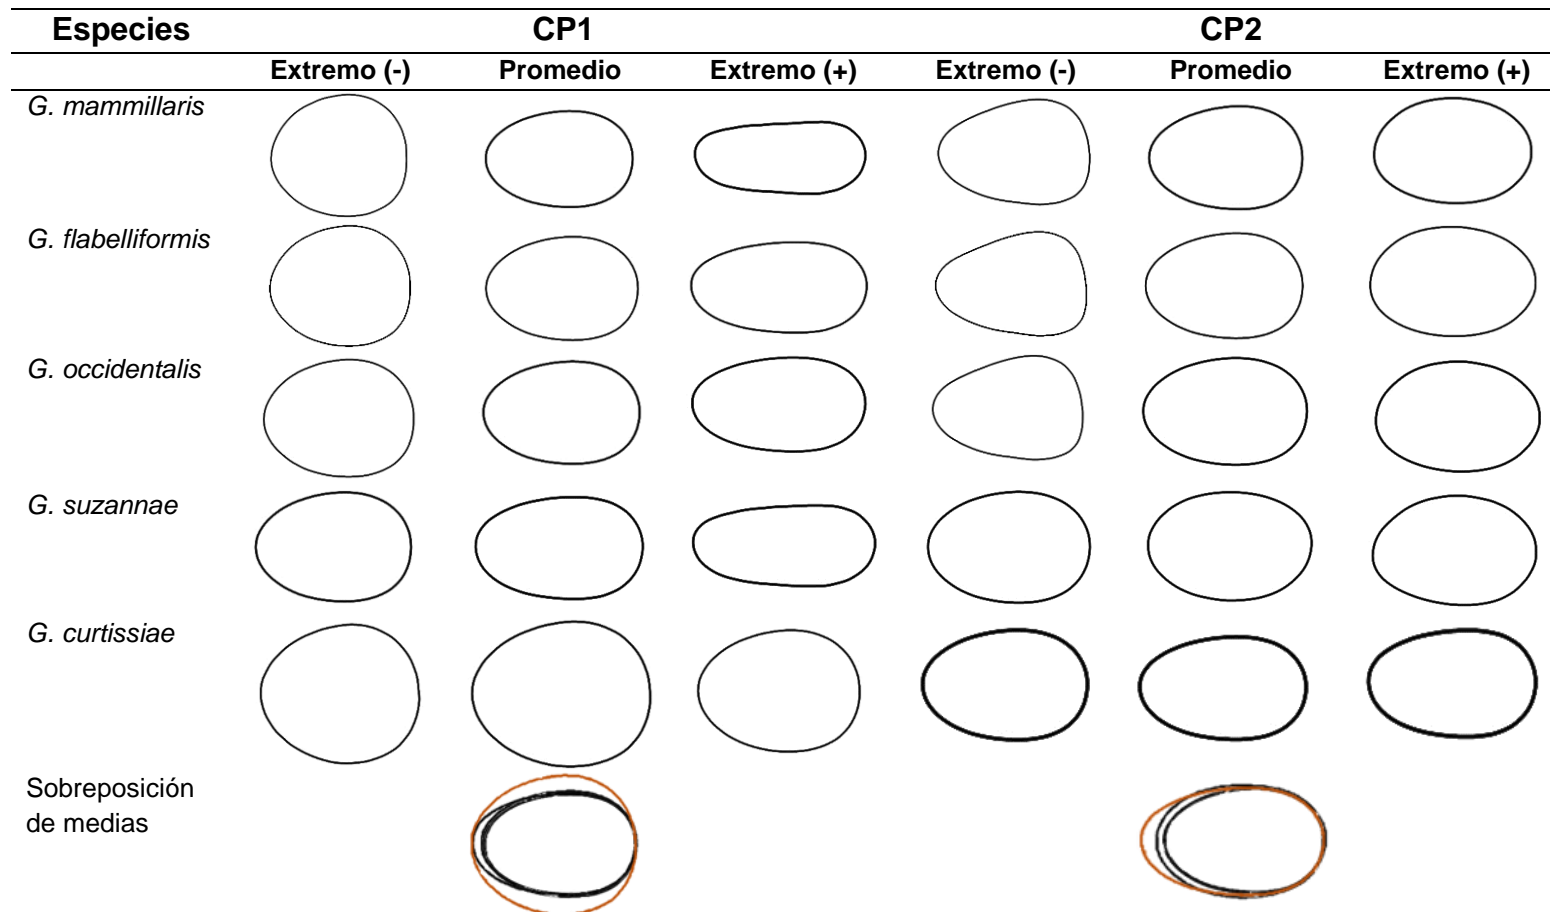 Especies CP1 CP2
Extremo (-) Promedio Extremo (+) Extremo (-) Promedio Extremo (+)
G. mammillaris
G. flabelliformis
G. occidentalis
G. suzannae
G. curtissiae
Sobreposición
de medias